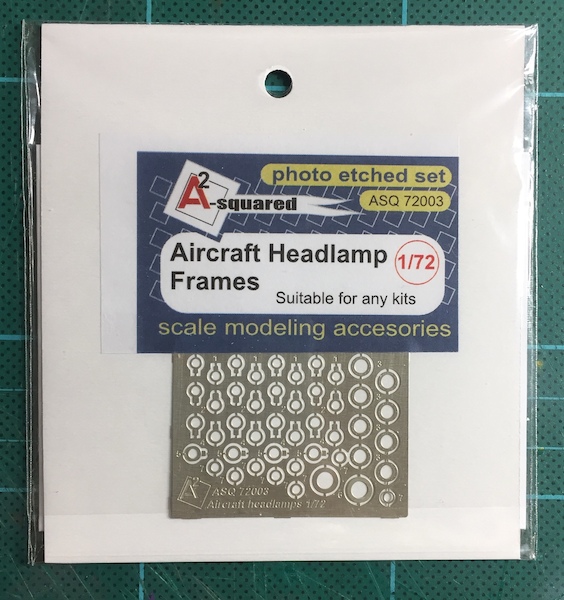 photo etched set
A2-squared
ASQ 72003
Aircraft Headlamp
1/72
Frames
Suitable for any kits
scale modeling accesories
A2
ASQ 72003
Aircraft headlamps 1/72